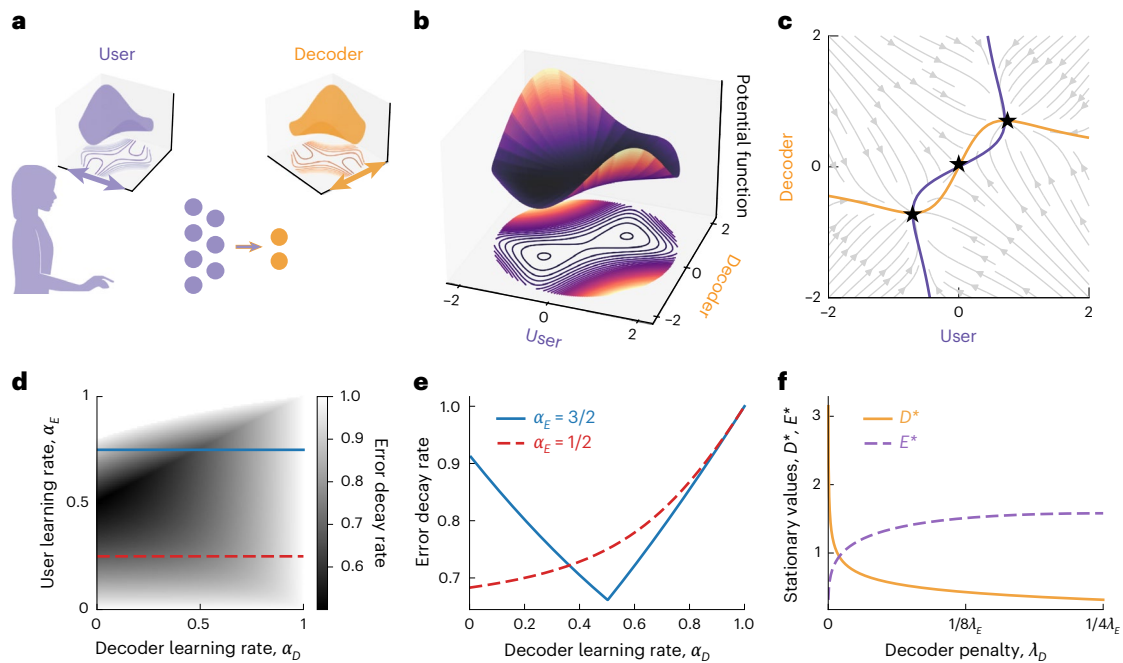 a
User
Decoder
b
Potential function
2
0
−2
Decoder
−2
0
2
User
c
2
0
−2
Decoder
−2
0
2
User
d
1
0.5
0
User learning rate, α_E
0
0.5
1
Decoder learning rate, α_D
1.0
0.9
0.8
0.7
0.6
Error decay rate
e
1.0
0.9
0.8
0.7
Error decay rate
α_E = 3/2
α_E = 1/2
0
0.2
0.4
0.6
0.8
1.0
Decoder learning rate, α_D
f
3
2
1
Stationary values, D*, E*
D*
E*
0
1/8λ_E
1/4λ_E
Decoder penalty, λ_D